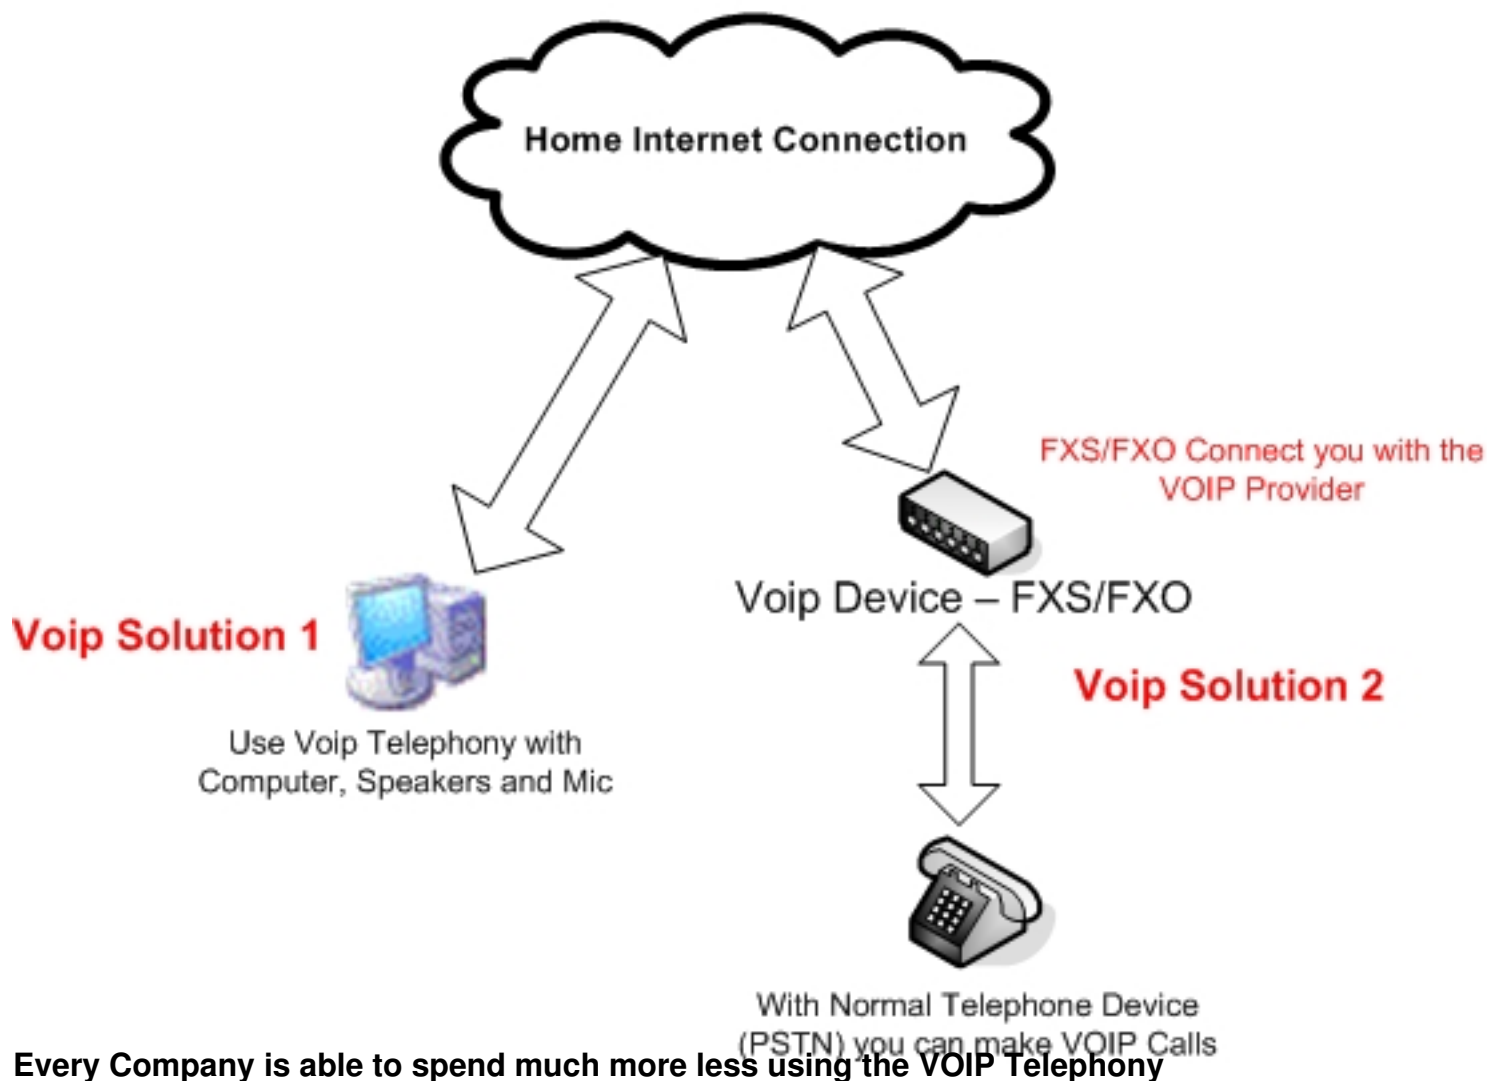 Home Internet Connection
FXS/FXO Connect you with the
VOIP Provider
Voip Device – FXS/FXO
Voip Solution 1
Voip Solution 2
Use Voip Telephony with
Computer, Speakers and Mic
With Normal Telephone Device
(PSTN) you can make VOIP Calls
Every Company is able to spend much more less using the VOIP Telephony